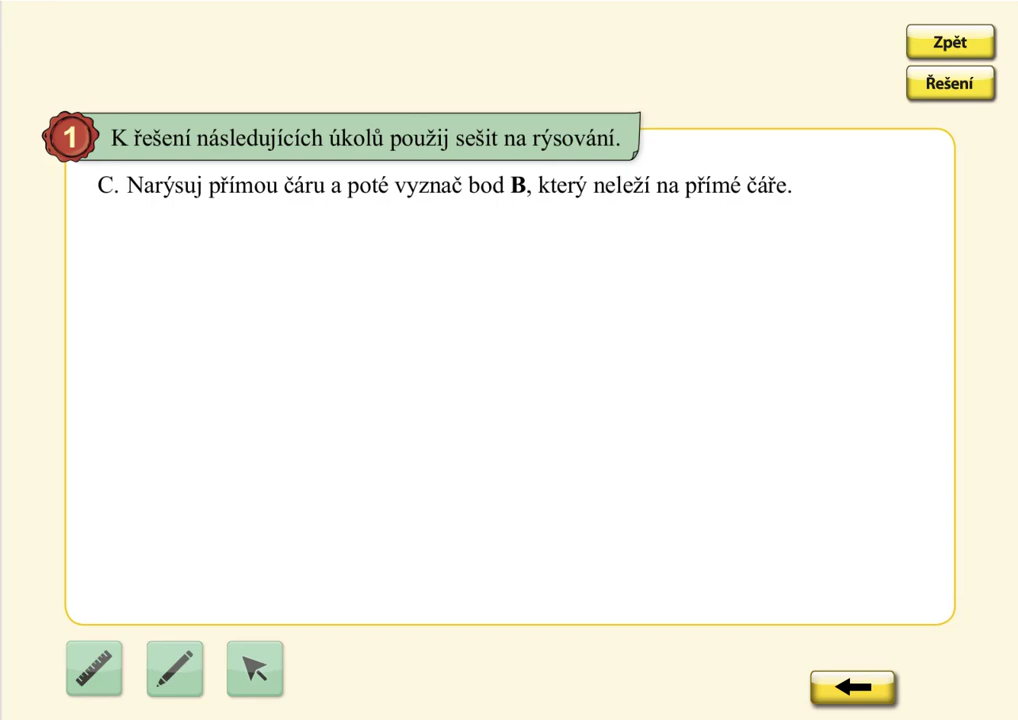 Zpět
Řešení
1 K řešení následujících úkolů použij sešit na rýsování.
C. Narýsuj přímou čáru a poté vyznač bod B, který neleží na přímé čáře.